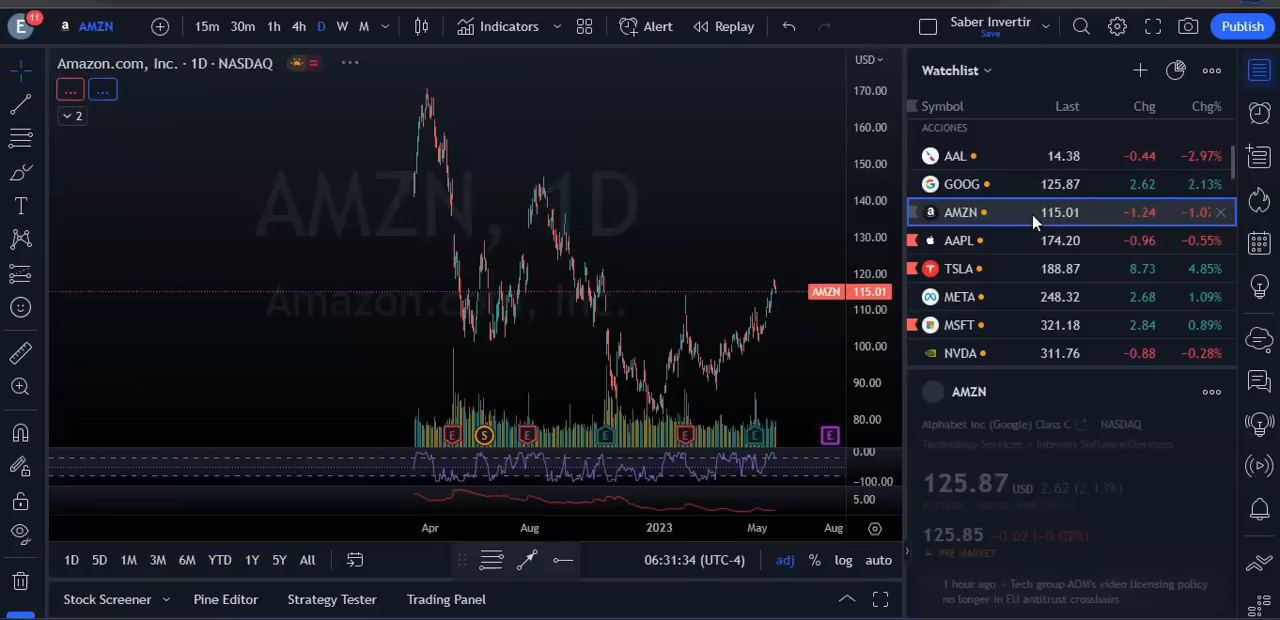 E 11 a AMZN 15m 30m 1h 4h D W M Indicators Alert Replay Saber Invertir Save Publish
Amazon.com, Inc. · 1D · NASDAQ
USD
... ...
2
AMZN, 1D
Amazon.com, Inc.
170.00
160.00
150.00
140.00
130.00
120.00
AMZN 115.01
110.00
100.00
90.00
80.00
E S E E E E E
0.00
-100.00
5.00
Apr Aug 2023 May Aug
1D 5D 1M 3M 6M YTD 1Y 5Y All 06:31:34 (UTC-4) adj % log auto
Stock Screener Pine Editor Strategy Tester Trading Panel
Watchlist
Symbol Last Chg Chg%
ACCIONES
AAL 14.38 −0.44 −2.97%
GOOG 125.87 2.62 2.13%
a AMZN 115.01 −1.24 −1.07
AAPL 174.20 −0.96 −0.55%
TSLA 188.87 8.73 4.85%
META 248.32 2.68 1.09%
MSFT 321.18 2.84 0.89%
NVDA 311.76 −0.88 −0.28%
AMZN
Alphabet Inc (Google) Class C · NASDAQ
Technology Services · Internet Software/Services
125.87 USD 2.62 (2.13%)
125.85 −0.02 (−0.02%)
PRE MARKET
1 hour ago · Tech group AOM's video licensing policy
no longer in EU antitrust crosshairs